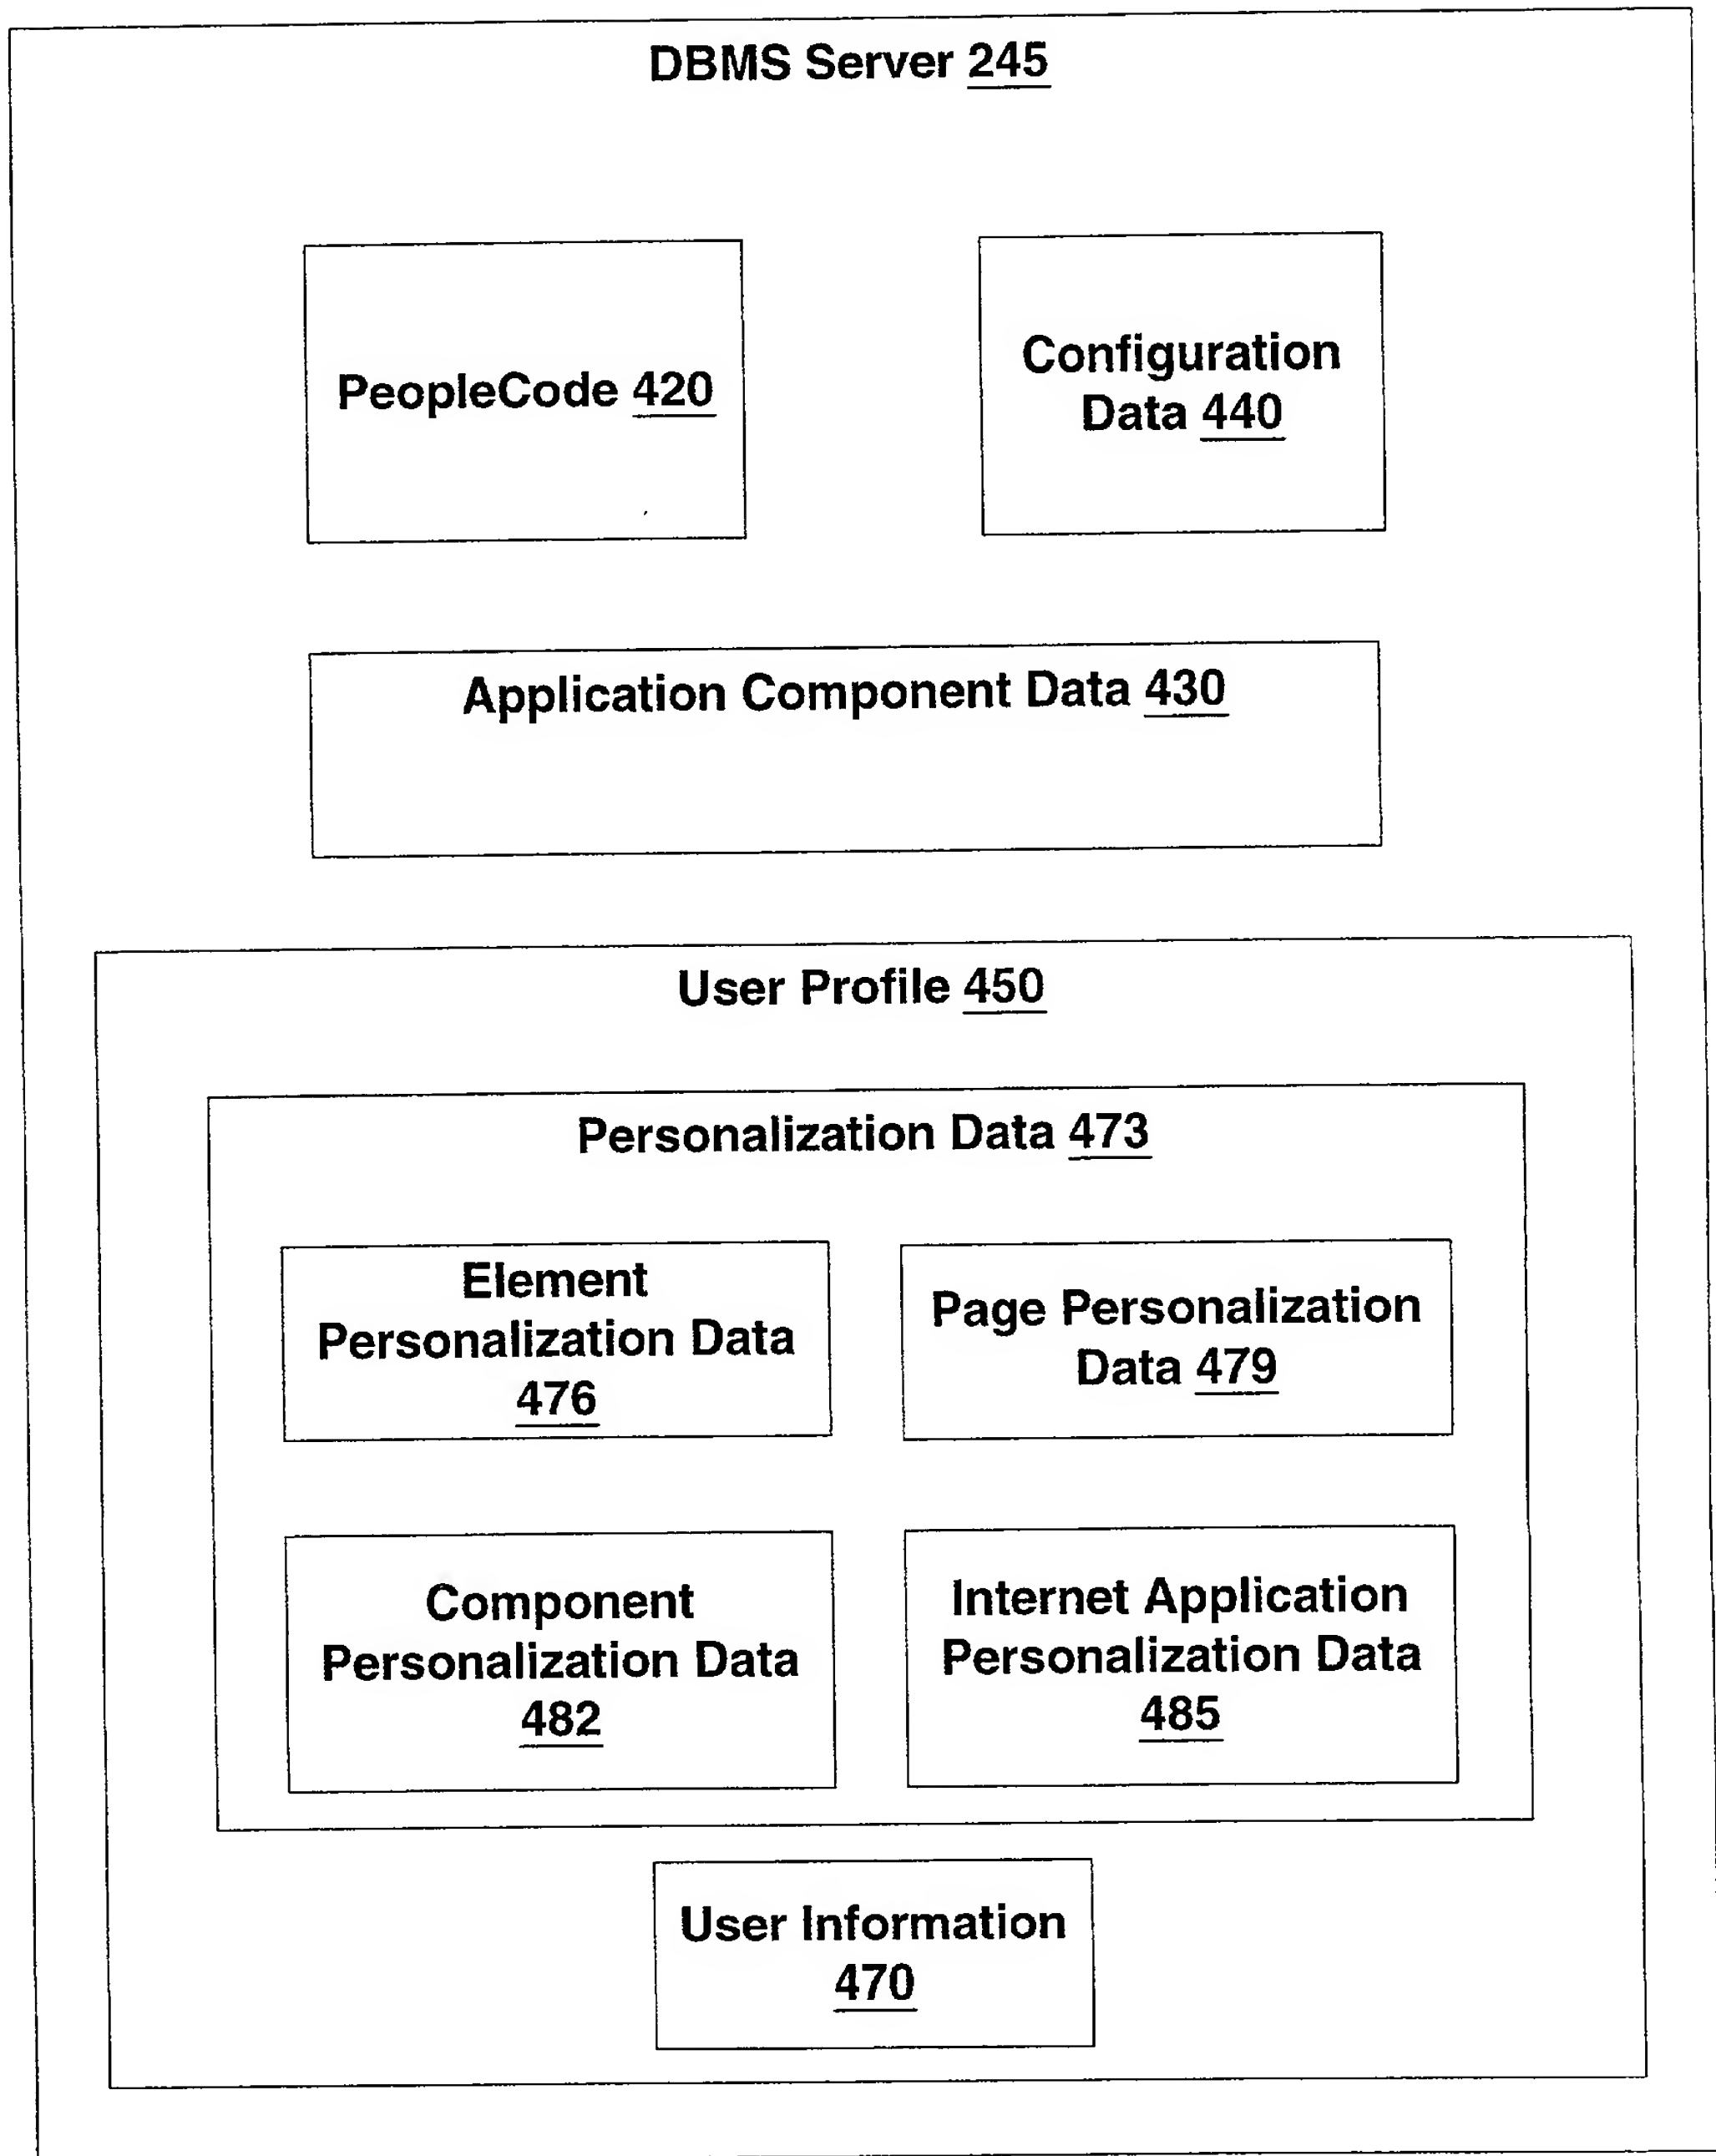 DBMS Server 245
PeopleCode 420
Configuration
Data 440
Application Component Data 430
User Profile 450
Personalization Data 473
Element
Personalization Data
476
Page Personalization
Data 479
Component
Personalization Data
482
Internet Application
Personalization Data
485
User Information
470